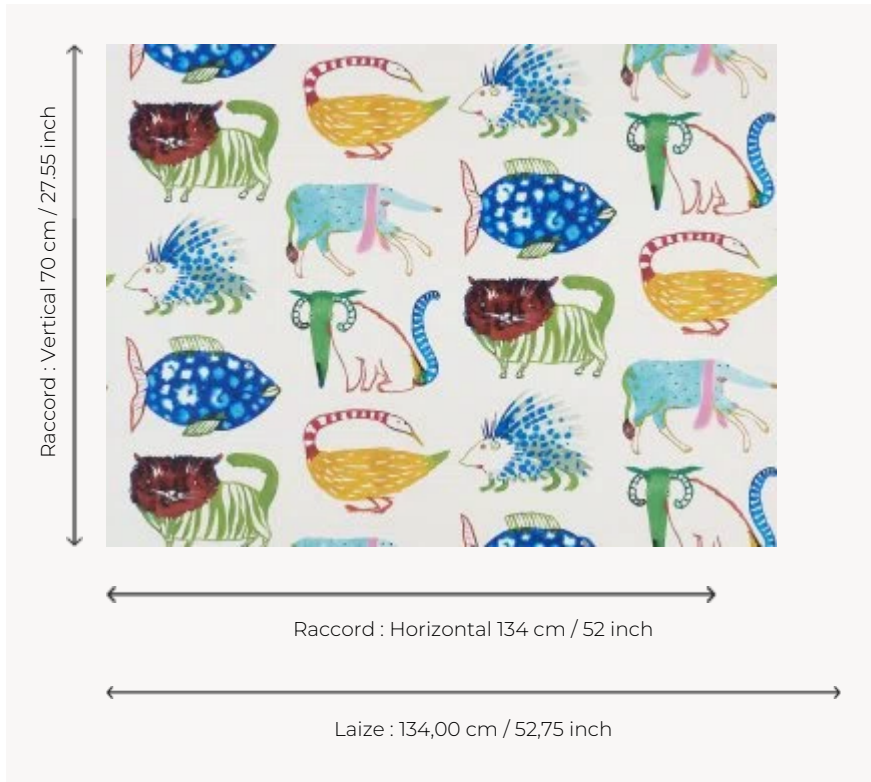 Raccord : Vertical 70 cm / 27.55 inch
Raccord : Horizontal 134 cm / 52 inch
Laize : 134,00 cm / 52,75 inch